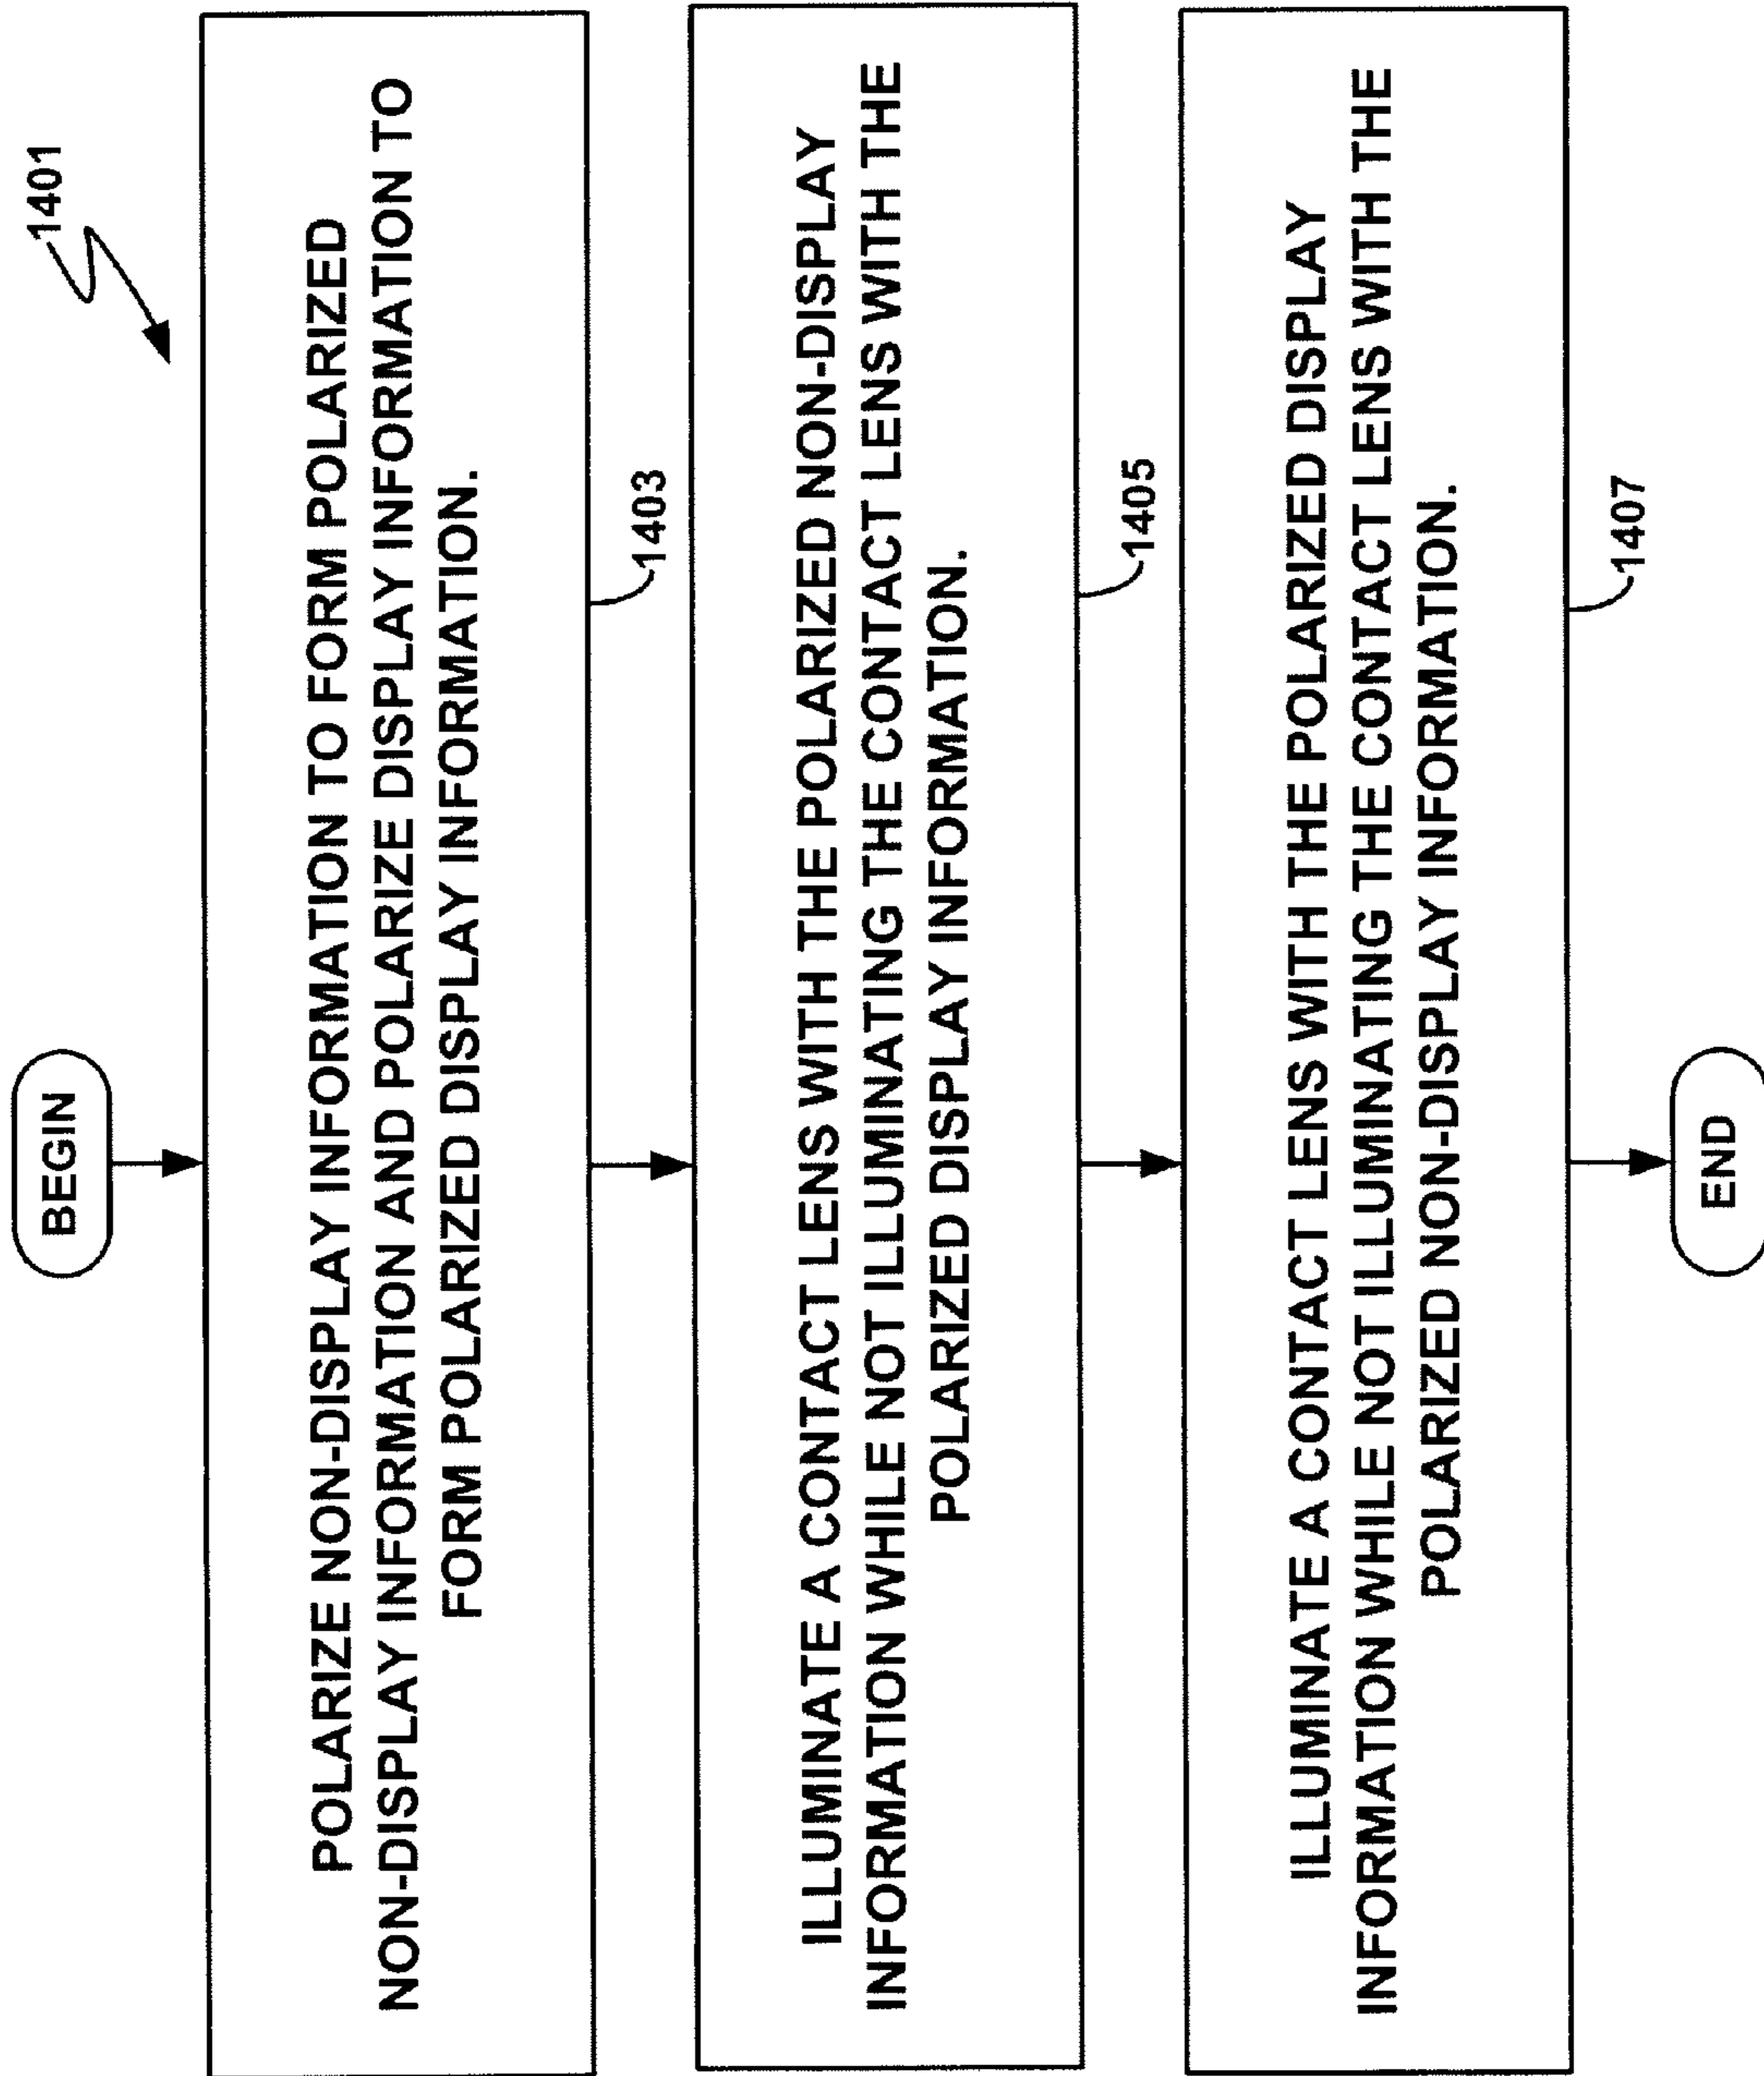 1401
BEGIN
POLARIZE NON-DISPLAY INFORMATION TO FORM POLARIZED
NON-DISPLAY INFORMATION AND POLARIZE DISPLAY INFORMATION TO
FORM POLARIZED DISPLAY INFORMATION.
1403
ILLUMINATE A CONTACT LENS WITH THE POLARIZED NON-DISPLAY
INFORMATION WHILE NOT ILLUMINATING THE CONTACT LENS WITH THE
POLARIZED DISPLAY INFORMATION.
1405
ILLUMINATE A CONTACT LENS WITH THE POLARIZED DISPLAY
INFORMATION WHILE NOT ILLUMINATING THE CONTACT LENS WITH THE
POLARIZED NON-DISPLAY INFORMATION.
1407
END